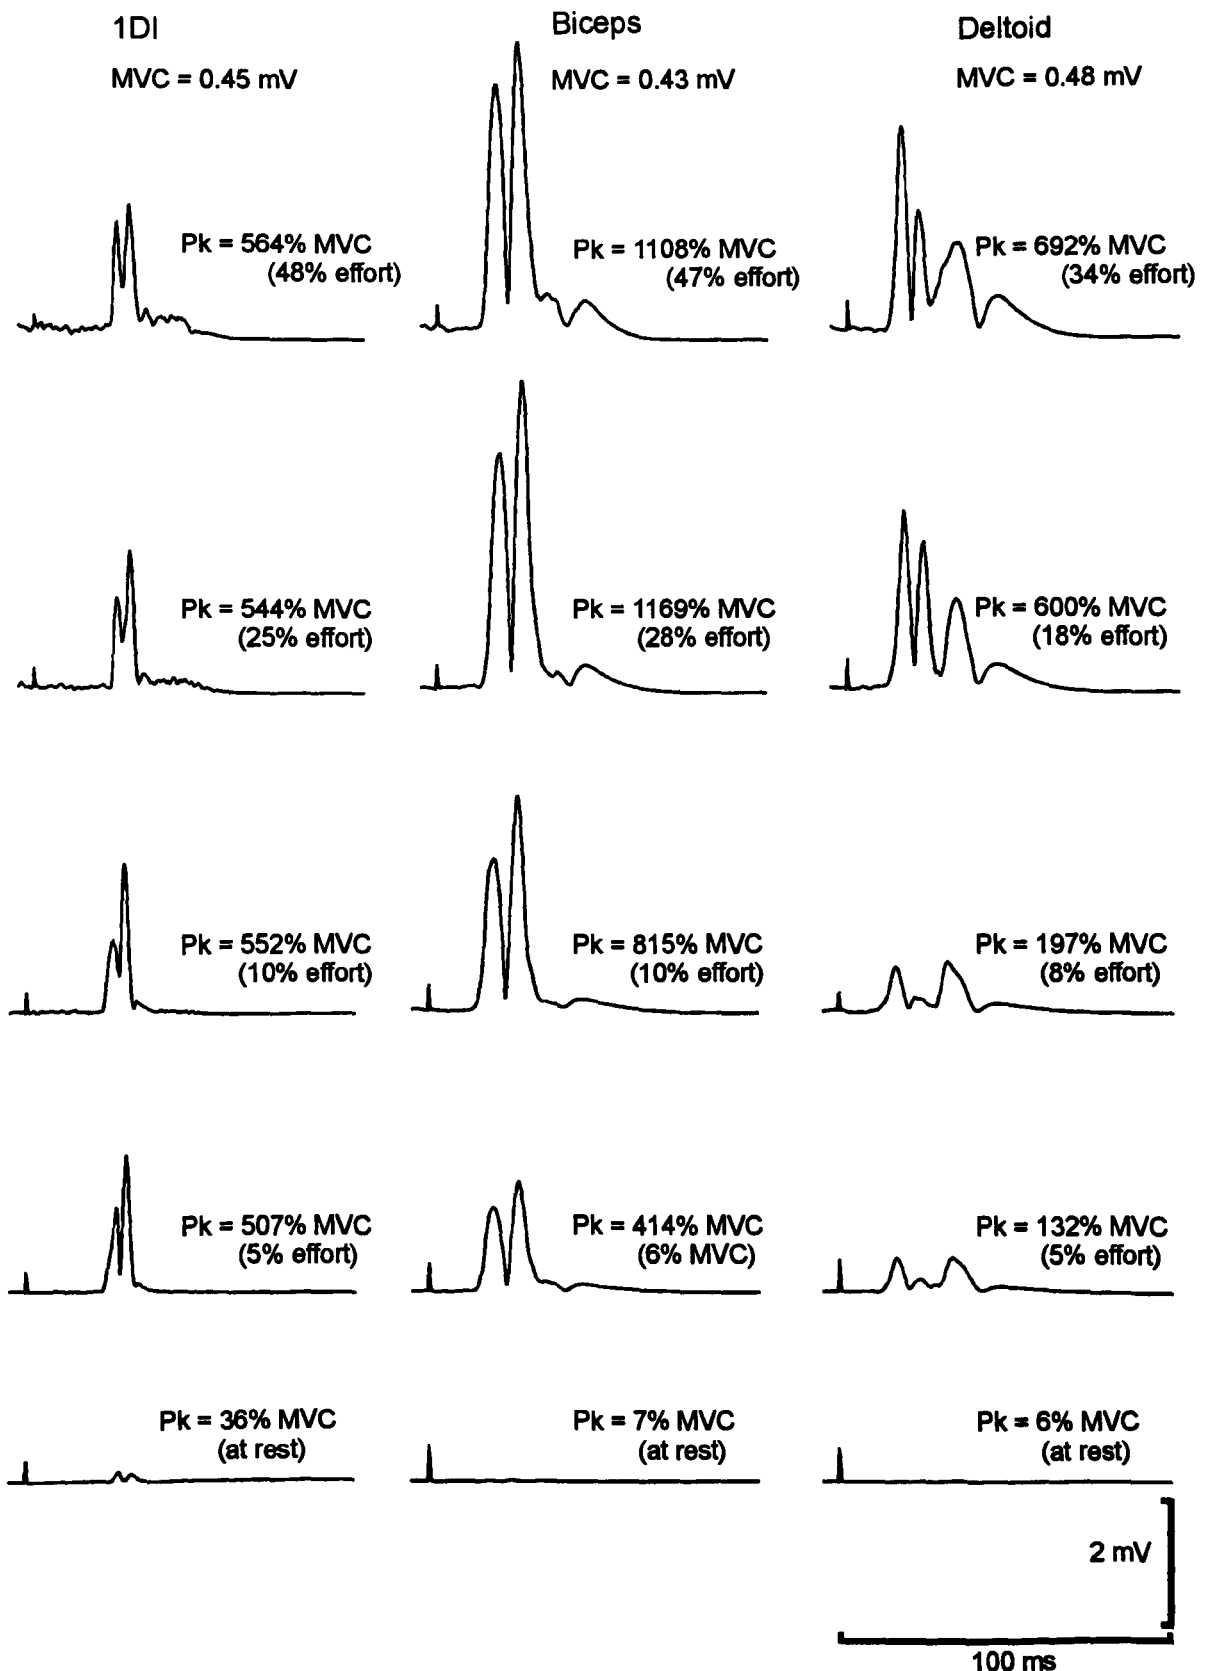 1DI
Biceps
Deltoid
MVC = 0.45 mV
MVC = 0.43 mV
MVC = 0.48 mV
Pk = 564% MVC
(48% effort)
Pk = 1108% MVC
(47% effort)
Pk = 692% MVC
(34% effort)
Pk = 544% MVC
(25% effort)
Pk = 1169% MVC
(28% effort)
Pk = 600% MVC
(18% effort)
Pk = 552% MVC
(10% effort)
Pk = 815% MVC
(10% effort)
Pk = 197% MVC
(8% effort)
Pk = 507% MVC
(5% effort)
Pk = 414% MVC
(6% MVC)
Pk = 132% MVC
(5% effort)
Pk = 36% MVC
(at rest)
Pk = 7% MVC
(at rest)
Pk = 6% MVC
(at rest)
2 mV
100 ms